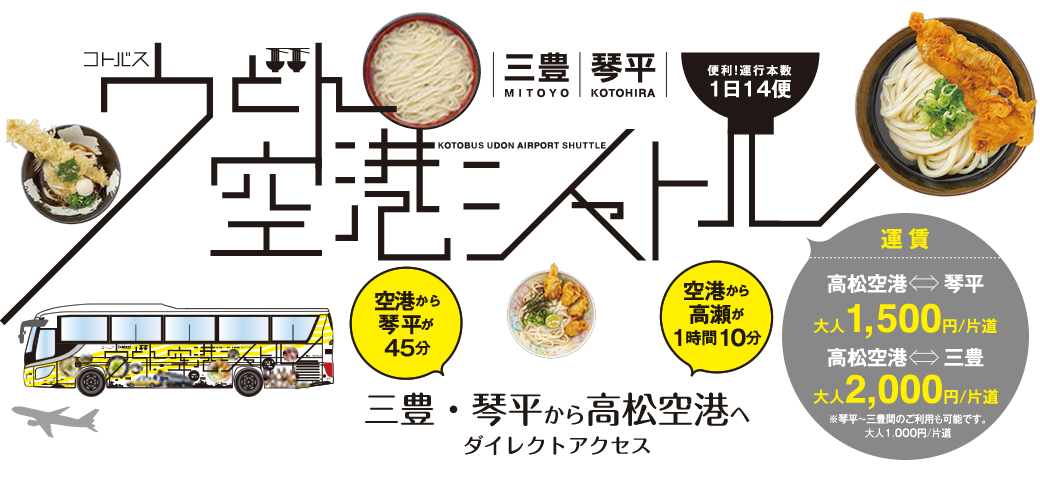 コトバス
うどん
空港シャトル
KOTOBUS UDON AIRPORT SHUTTLE
三豊
MITOYO
琴平
KOTOHIRA
便利!運行本数
1日14便
空港から
琴平が
45分
空港から
高瀬が
1時間10分
三豊・琴平から高松空港へ
ダイレクトアクセス
運賃
高松空港⇔琴平
大人1,500円/片道
高松空港⇔三豊
大人2,000円/片道
※琴平〜三豊間のご利用も可能です。
大人1,000円/片道